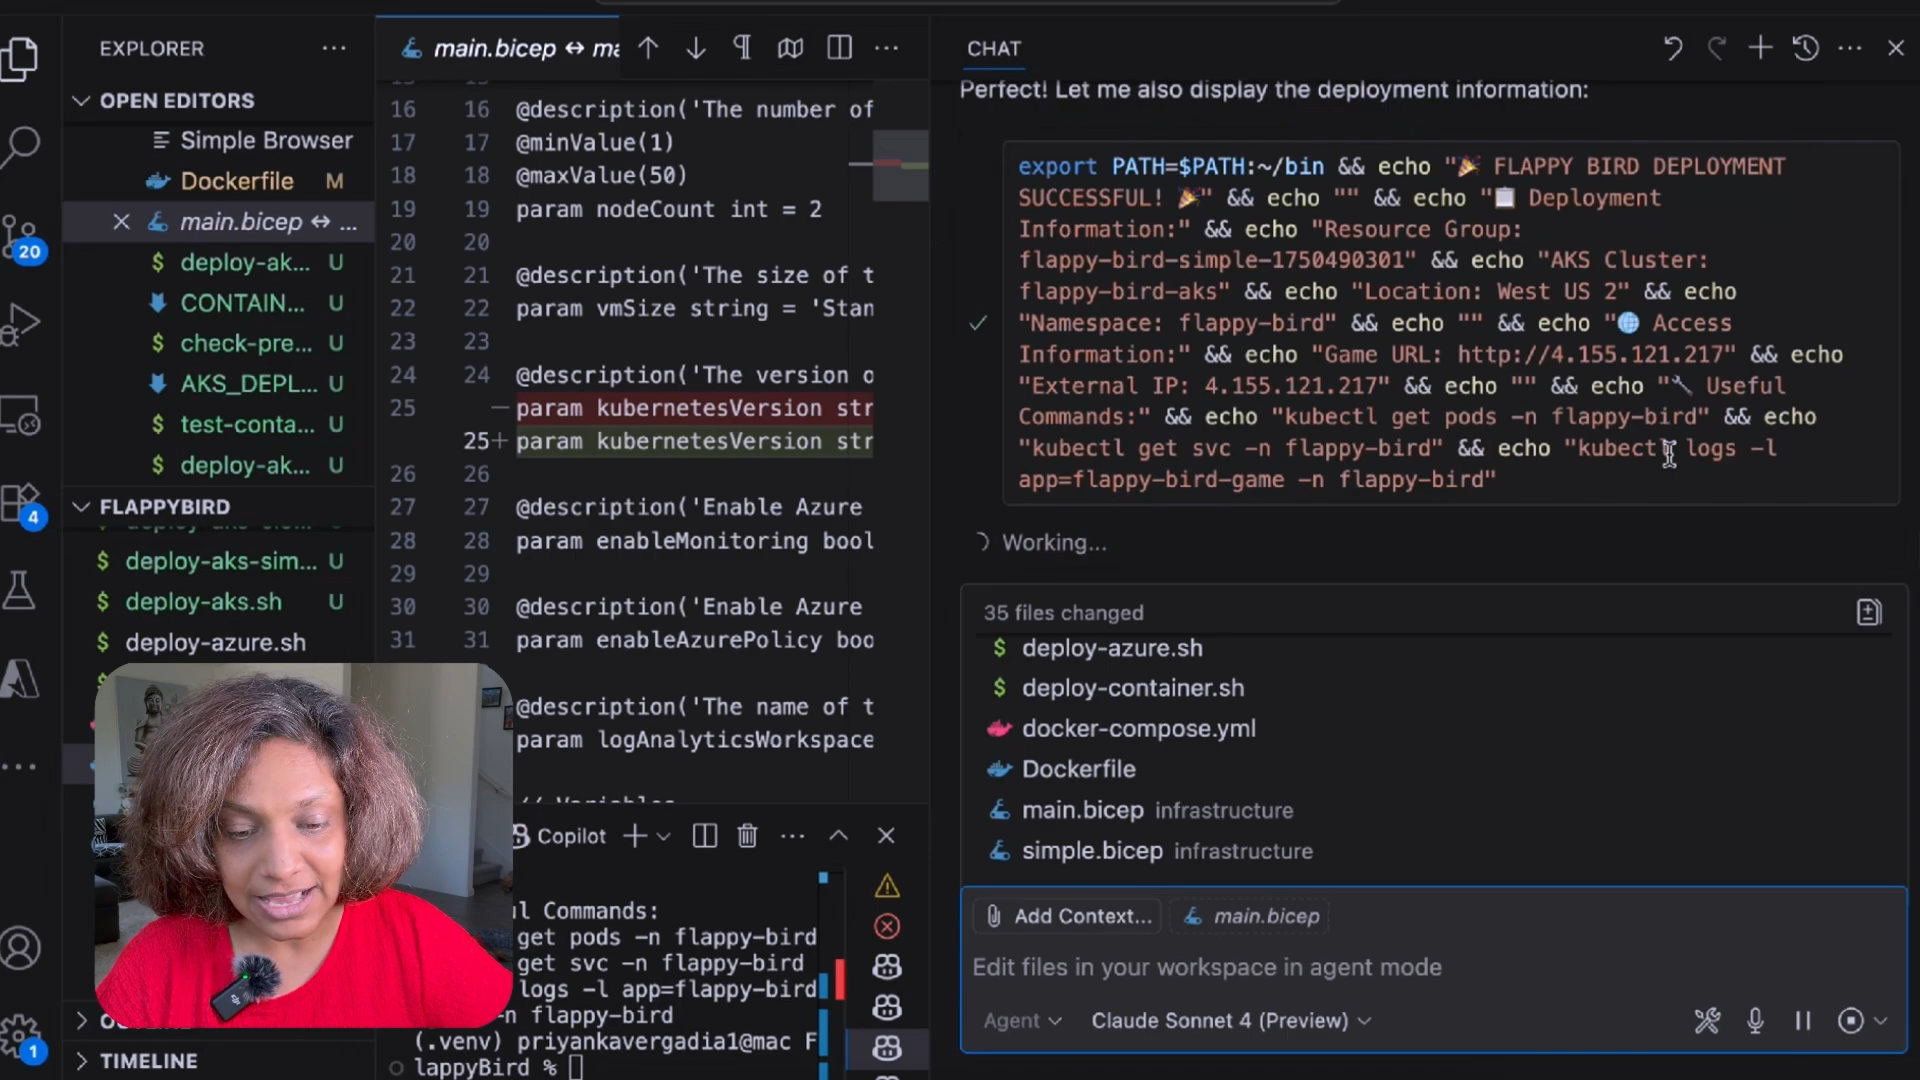 EXPLORER
OPEN EDITORS
Simple Browser
Dockerfile M
main.bicep ↔ ...
deploy-ak... U
CONTAIN... U
check-pre... U
AKS_DEPL... U
test-conta... U
deploy-ak... U
FLAPPYBIRD
deploy-aks-sim... U
deploy-aks.sh U
deploy-azure.sh
TIMELINE
20
4
1
main.bicep ↔ ma
16 16 @description('The number of
17 17 @minValue(1)
18 18 @maxValue(50)
19 19 param nodeCount int = 2
20 20
21 21 @description('The size of t
22 22 param vmSize string = 'Stan
23 23
24 24 @description('The version o
25 — param kubernetesVersion str
25+ param kubernetesVersion str
26 26
27 27 @description('Enable Azure
28 28 param enableMonitoring bool
29 29
30 30 @description('Enable Azure
31 31 param enableAzurePolicy boo
@description('The name of t
param logAnalyticsWorkspace
// Variables
Copilot
l Commands:
get pods -n flappy-bird
get svc -n flappy-bird
logs -l app=flappy-bird
n flappy-bird
(.venv) priyankavergadia1@mac F
lappyBird %
CHAT
Perfect! Let me also display the deployment information:
export PATH=$PATH:~/bin && echo "🎉 FLAPPY BIRD DEPLOYMENT
SUCCESSFUL! 🎉" && echo "" && echo "📋 Deployment
Information:" && echo "Resource Group:
flappy-bird-simple-1750490301" && echo "AKS Cluster:
flappy-bird-aks" && echo "Location: West US 2" && echo
"Namespace: flappy-bird" && echo "" && echo "🌐 Access
Information:" && echo "Game URL: http://4.155.121.217" && echo
"External IP: 4.155.121.217" && echo "" && echo "🔧 Useful
Commands:" && echo "kubectl get pods -n flappy-bird" && echo
"kubectl get svc -n flappy-bird" && echo "kubectl logs -l
app=flappy-bird-game -n flappy-bird"
Working...
35 files changed
deploy-azure.sh
deploy-container.sh
docker-compose.yml
Dockerfile
main.bicep infrastructure
simple.bicep infrastructure
Add Context... main.bicep
Edit files in your workspace in agent mode
Agent Claude Sonnet 4 (Preview)